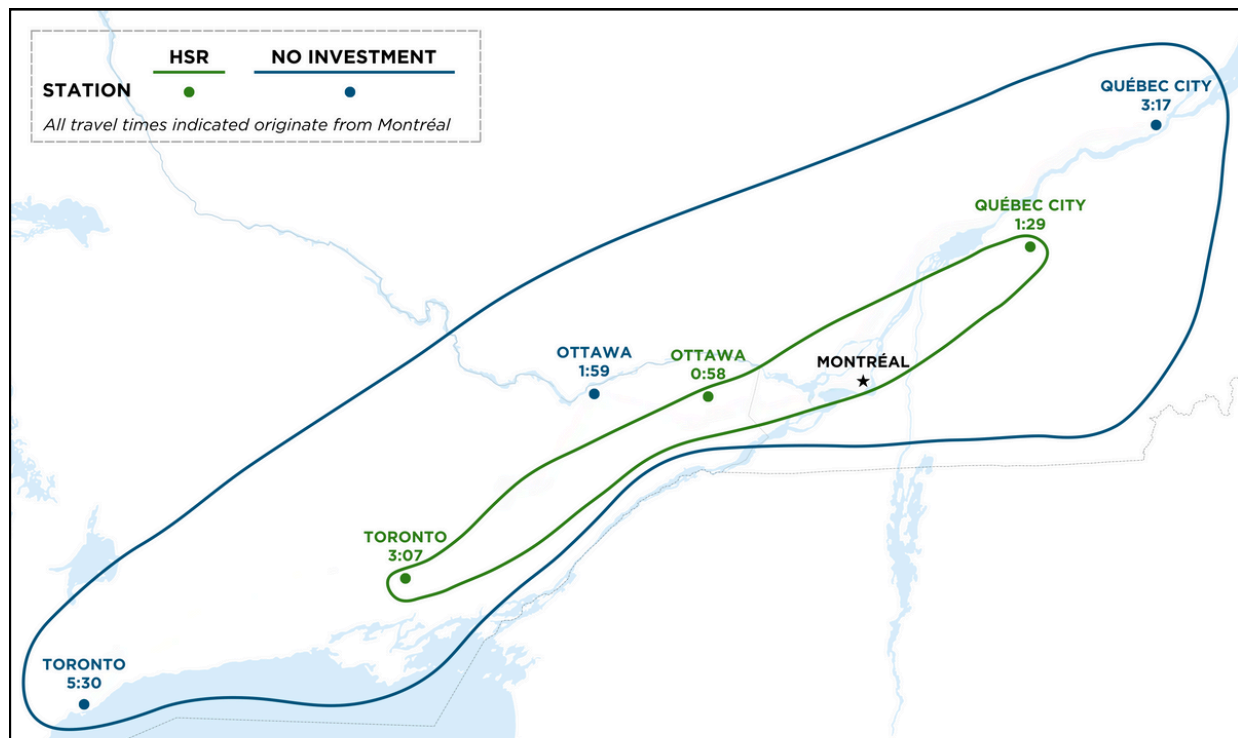 HSR
NO INVESTMENT
STATION
All travel times indicated originate from Montréal
QUÉBEC CITY
3:17
QUÉBEC CITY
1:29
OTTAWA
1:59
OTTAWA
0:58
MONTRÉAL
TORONTO
3:07
TORONTO
5:30